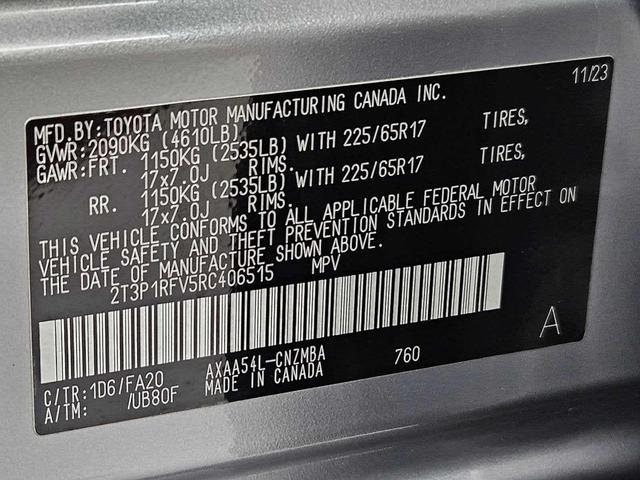 11/23
MFD.BY:TOYOTA MOTOR MANUFACTURING CANADA INC.
GVWR:2090KG (4610LB)
GAWR:FRT. 1150KG (2535LB) WITH 225/65R17 TIRES,
17x7.0J RIMS.
RR. 1150KG (2535LB) WITH 225/65R17 TIRES,
17x7.0J RIMS.
THIS VEHICLE CONFORMS TO ALL APPLICABLE FEDERAL MOTOR
VEHICLE SAFETY AND THEFT PREVENTION STANDARDS IN EFFECT ON
THE DATE OF MANUFACTURE SHOWN ABOVE.
2T3P1RFV5RC406515 MPV
A
C/TR:1D6/FA20 AXAA54L-CNZMBA 760
A/TM: /UB80F MADE IN CANADA